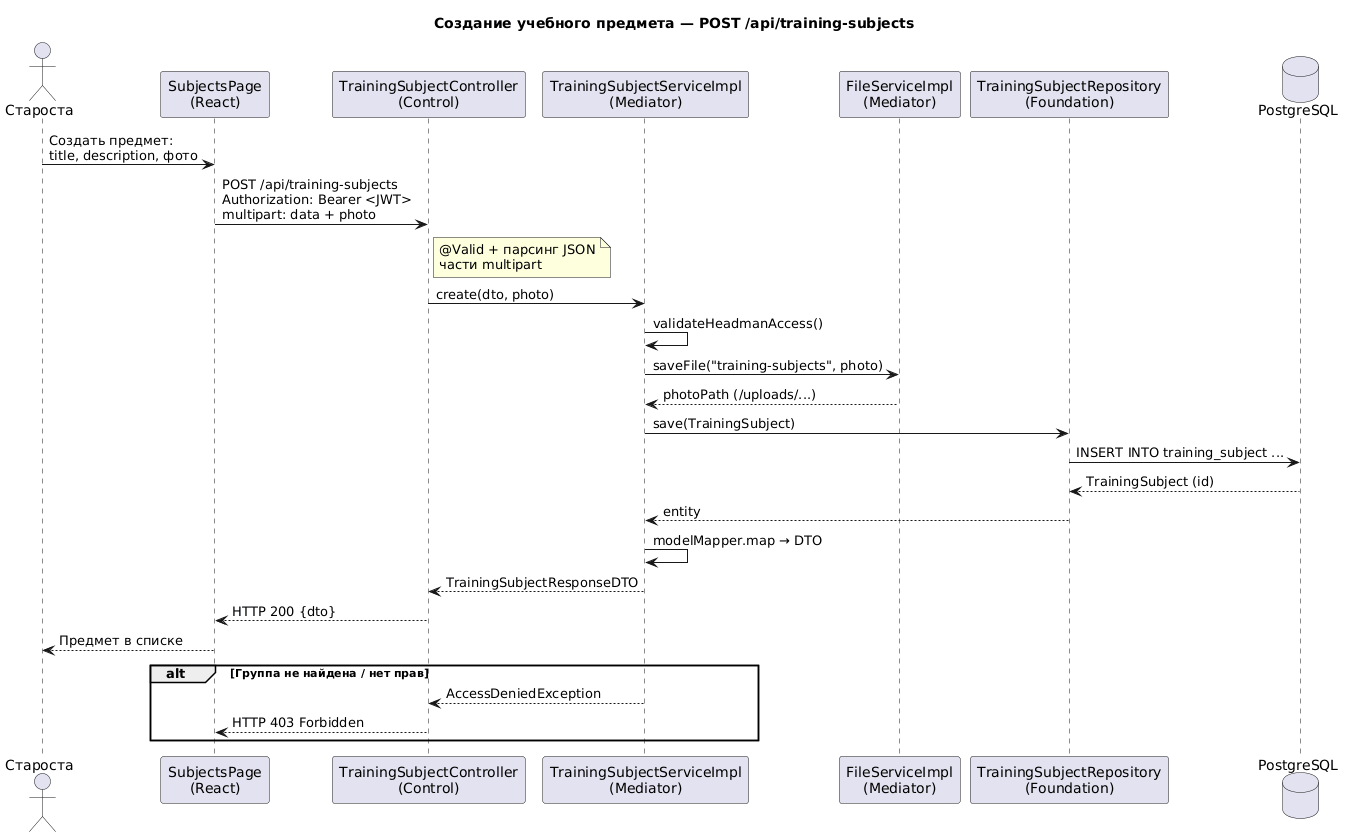 Создание учебного предмета — POST /api/training-subjects
Староста
SubjectsPage
(React)
TrainingSubjectController
(Control)
TrainingSubjectServiceImpl
(Mediator)
FileServiceImpl
(Mediator)
TrainingSubjectRepository
(Foundation)
PostgreSQL
Создать предмет:
title, description, фото
POST /api/training-subjects
Authorization: Bearer <JWT>
multipart: data + photo
@Valid + парсинг JSON
части multipart
create(dto, photo)
validateHeadmanAccess()
saveFile("training-subjects", photo)
photoPath (/uploads/...)
save(TrainingSubject)
INSERT INTO training_subject ...
TrainingSubject (id)
entity
modelMapper.map → DTO
TrainingSubjectResponseDTO
HTTP 200 {dto}
Предмет в списке
alt [Группа не найдена / нет прав]
AccessDeniedException
HTTP 403 Forbidden
Староста
SubjectsPage
(React)
TrainingSubjectController
(Control)
TrainingSubjectServiceImpl
(Mediator)
FileServiceImpl
(Mediator)
TrainingSubjectRepository
(Foundation)
PostgreSQL